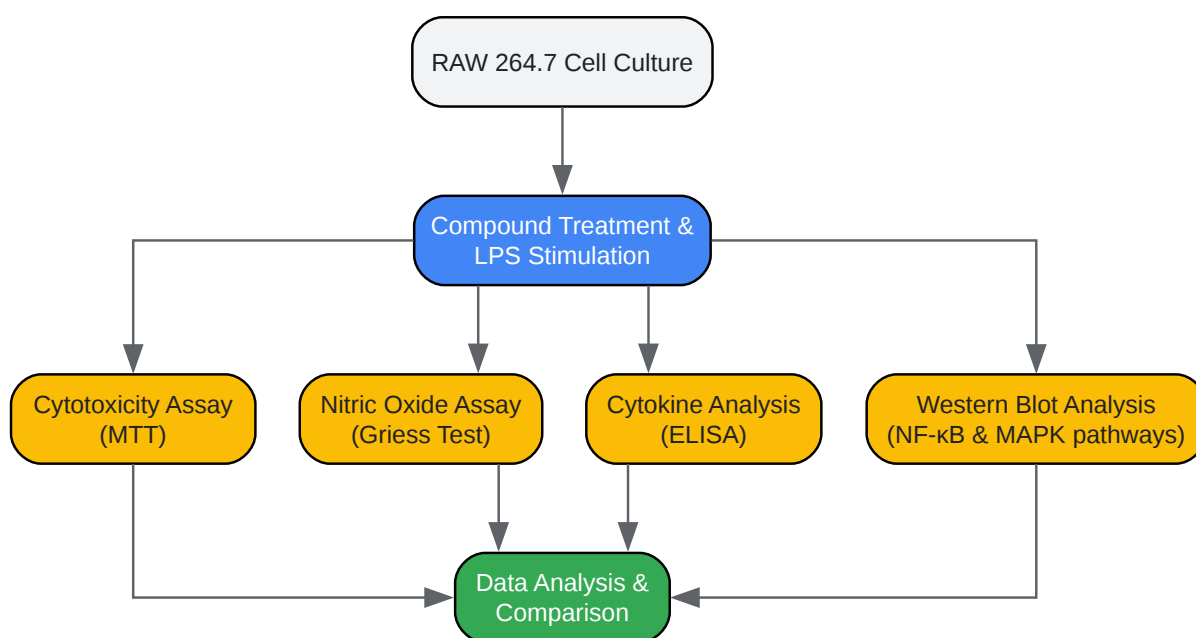 RAW 264.7 Cell Culture
Compound Treatment &
LPS Stimulation
Cytotoxicity Assay
(MTT)
Nitric Oxide Assay
(Griess Test)
Cytokine Analysis
(ELISA)
Western Blot Analysis
(NF-κB & MAPK pathways)
Data Analysis &
Comparison